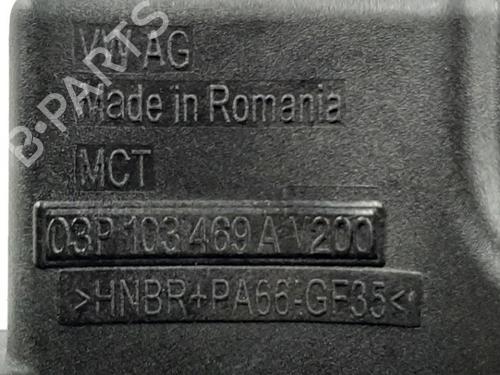 VW AG
Made in Romania
MCT
03P 103 469 A V200
>HNBR+PA66-GF35<
B-PARTS